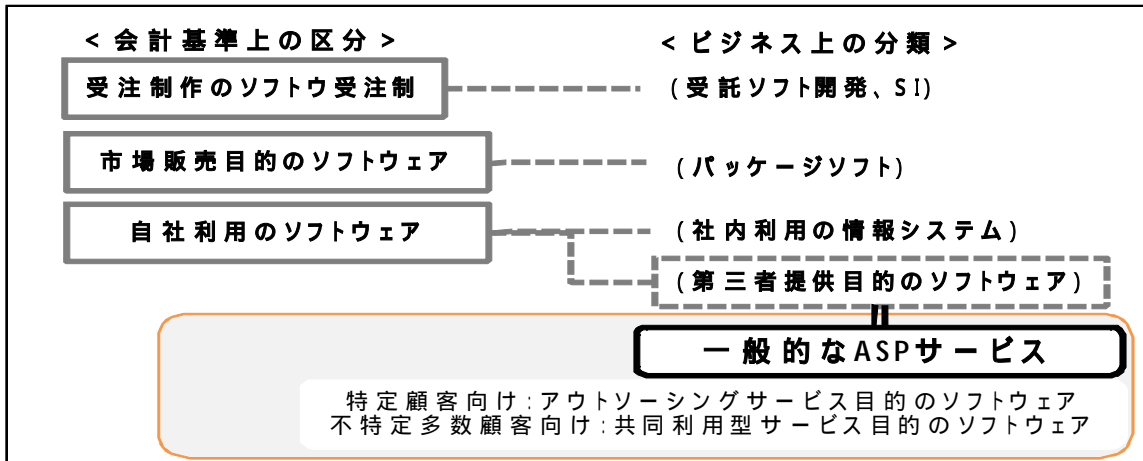 <会計基準上の区分>
<ビジネス上の分類>
受注制作のソフトウ受注制
(受託ソフト開発、SI)
市場販売目的のソフトウェア
(パッケージソフト)
自社利用のソフトウェア
(社内利用の情報システム)
(第三者提供目的のソフトウェア)
一般的なASPサービス
特定顧客向け:アウトソーシングサービス目的のソフトウェア
不特定多数顧客向け:共同利用型サービス目的のソフトウェア